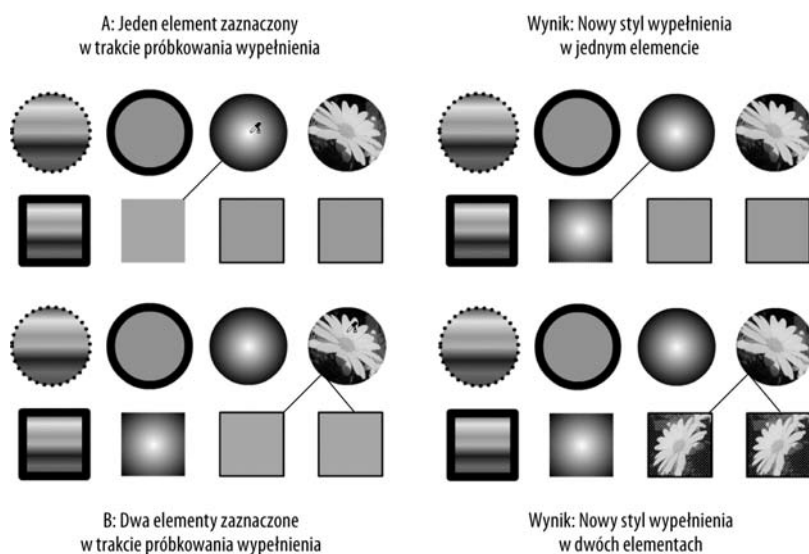 A: Jeden element zaznaczony
w trakcie próbkowania wypełnienia
Wynik: Nowy styl wypełnienia
w jednym elemencie
B: Dwa elementy zaznaczone
w trakcie próbkowania wypełnienia
Wynik: Nowy styl wypełnienia
w dwóch elementach